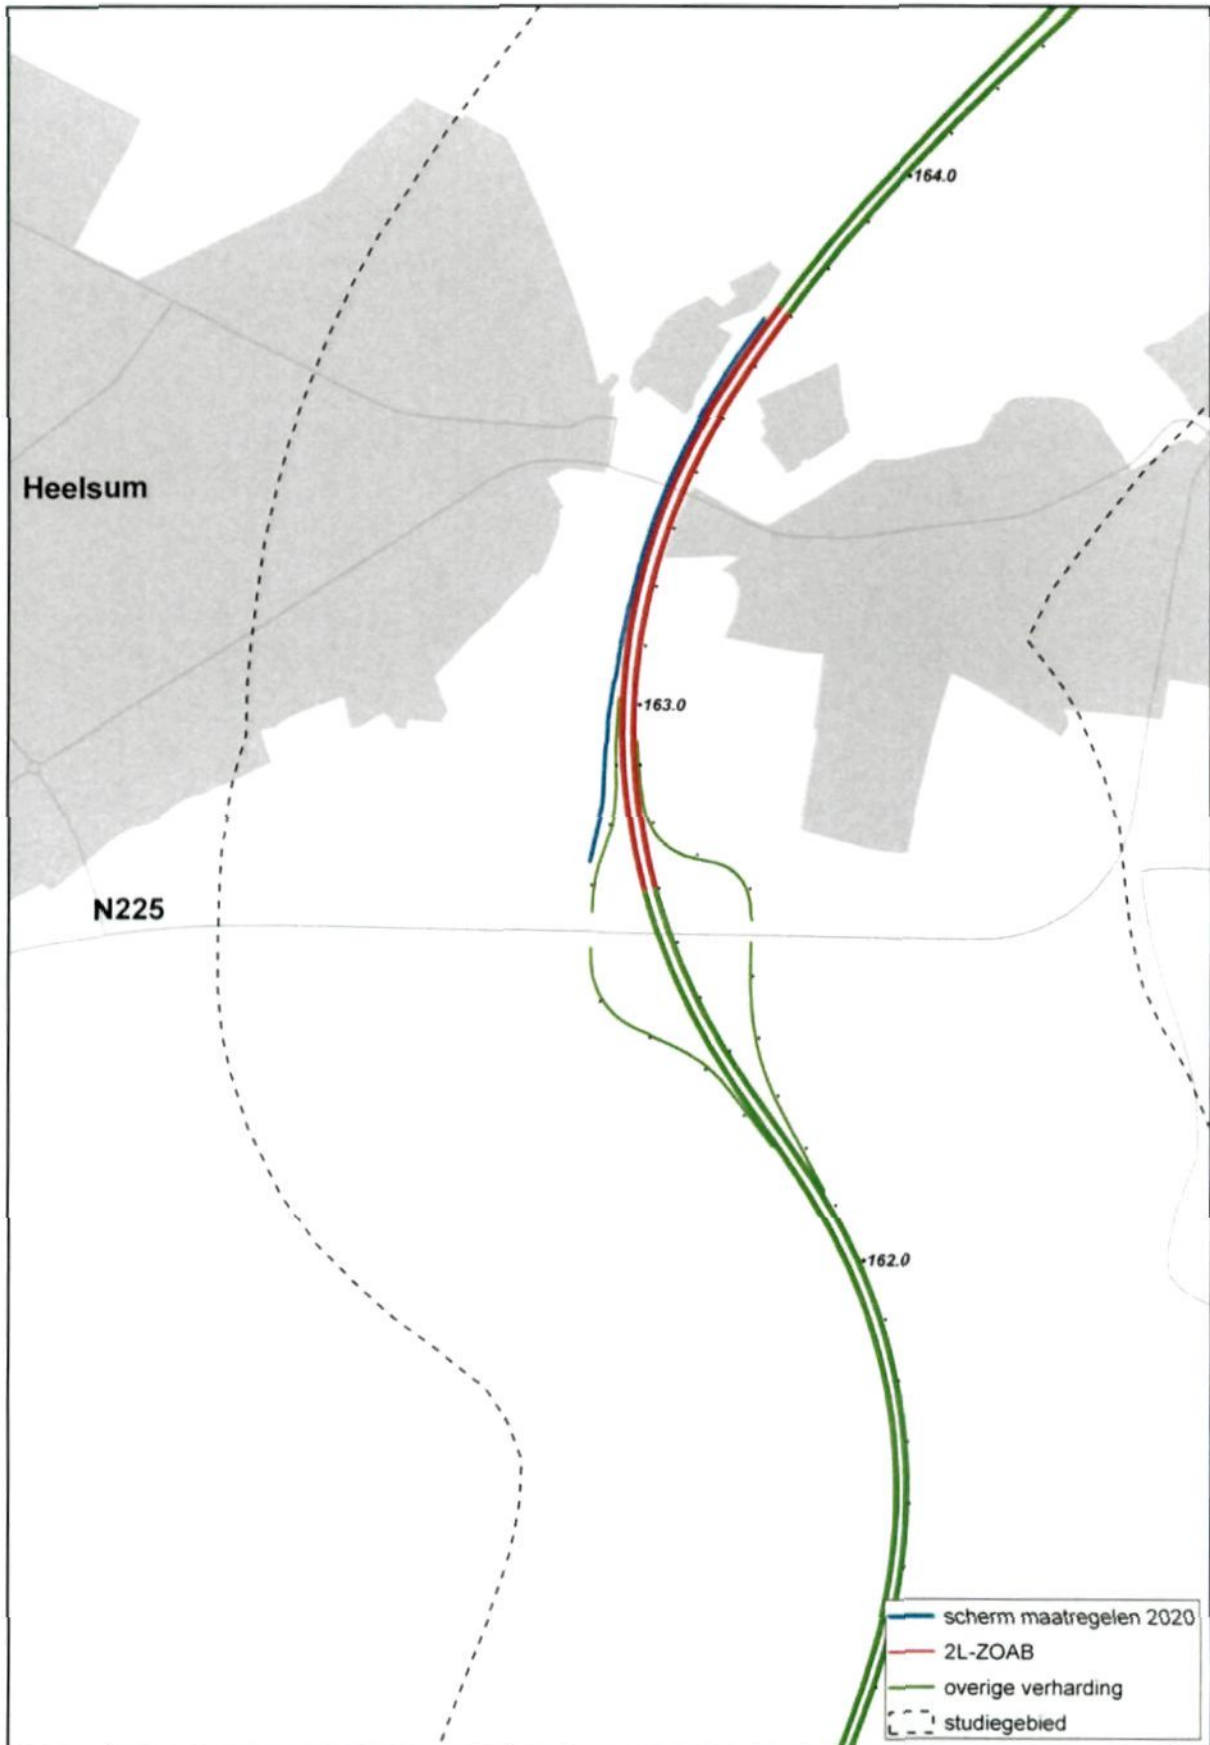 164.0
Heelsum
163.0
N225
162.0
scherm maatregelen 2020
2L-ZOAB
overige verharding
studiegebied